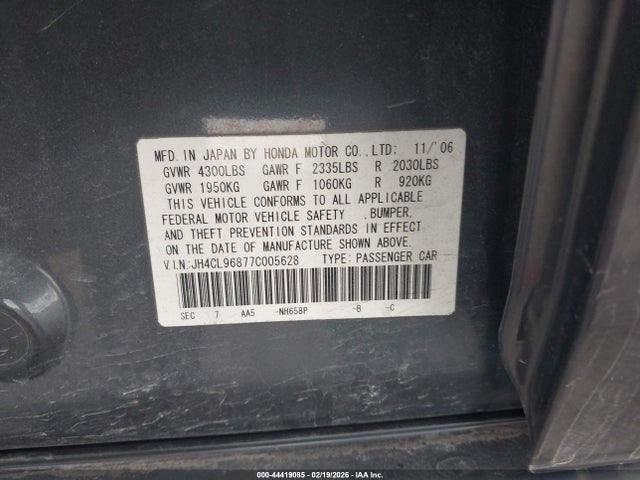 MFD. IN JAPAN BY HONDA MOTOR CO.,LTD: 11/'06
GVWR 4300LBS GAWR F 2335LBS R 2030LBS
GVWR 1950KG GAWR F 1060KG R 920KG
THIS VEHICLE CONFORMS TO ALL APPLICABLE
FEDERAL MOTOR VEHICLE SAFETY ,BUMPER,
AND THEFT PREVENTION STANDARDS IN EFFECT
ON THE DATE OF MANUFACTURE SHOWN ABOVE.
V.I.N:JH4CL96877C005628 TYPE: PASSENGER CAR
SEC 7 AA5 -NH658P -B -C
000-44419085 - 02/19/2026 - IAA Inc.